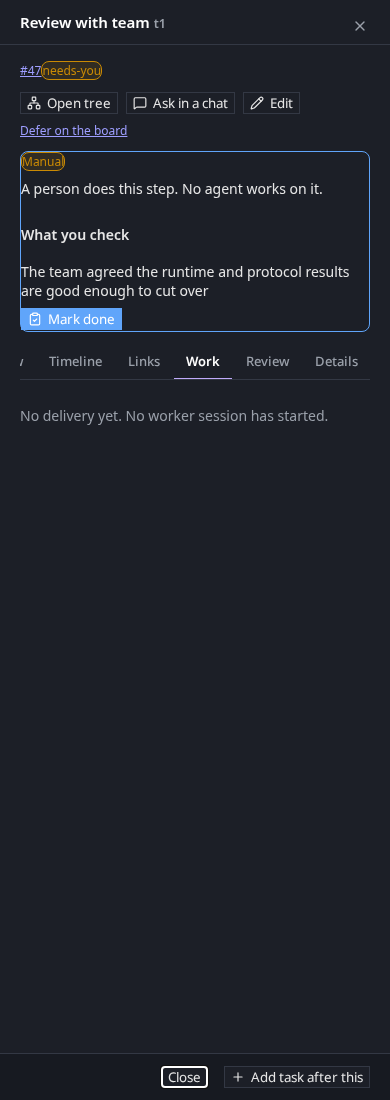 Review with team t1
#47 needs-you
Open tree Ask in a chat Edit
Defer on the board
Manual
A person does this step. No agent works on it.
What you check
The team agreed the runtime and protocol results
are good enough to cut over
Mark done
Timeline Links Work Review Details
No delivery yet. No worker session has started.
Close Add task after this